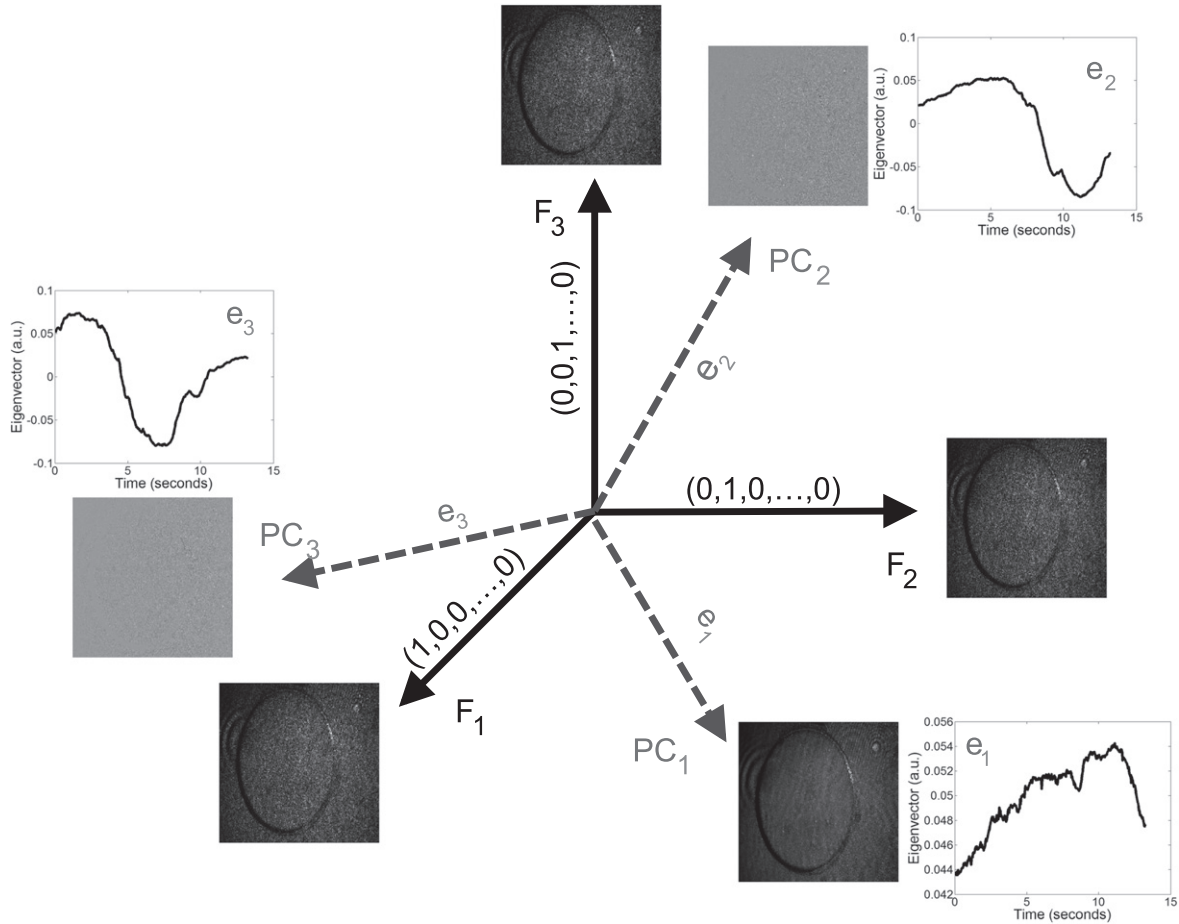 0.1
0.05
0
-0.05
-0.1
0
5
10
15
Eigenvector (a.u.)
Time (seconds)
e2
F3
PC2
(0,0,1,...,0)
e2
0.1
0.05
0
-0.05
-0.1
0
5
10
15
Eigenvector (a.u.)
Time (seconds)
e3
(0,1,0,...,0)
F2
e3
PC3
(1,0,0,...,0)
F1
e1
PC1
0.056
0.054
0.052
0.05
0.048
0.046
0.044
0.042
0
5
10
15
Eigenvector (a.u.)
Time (seconds)
e1